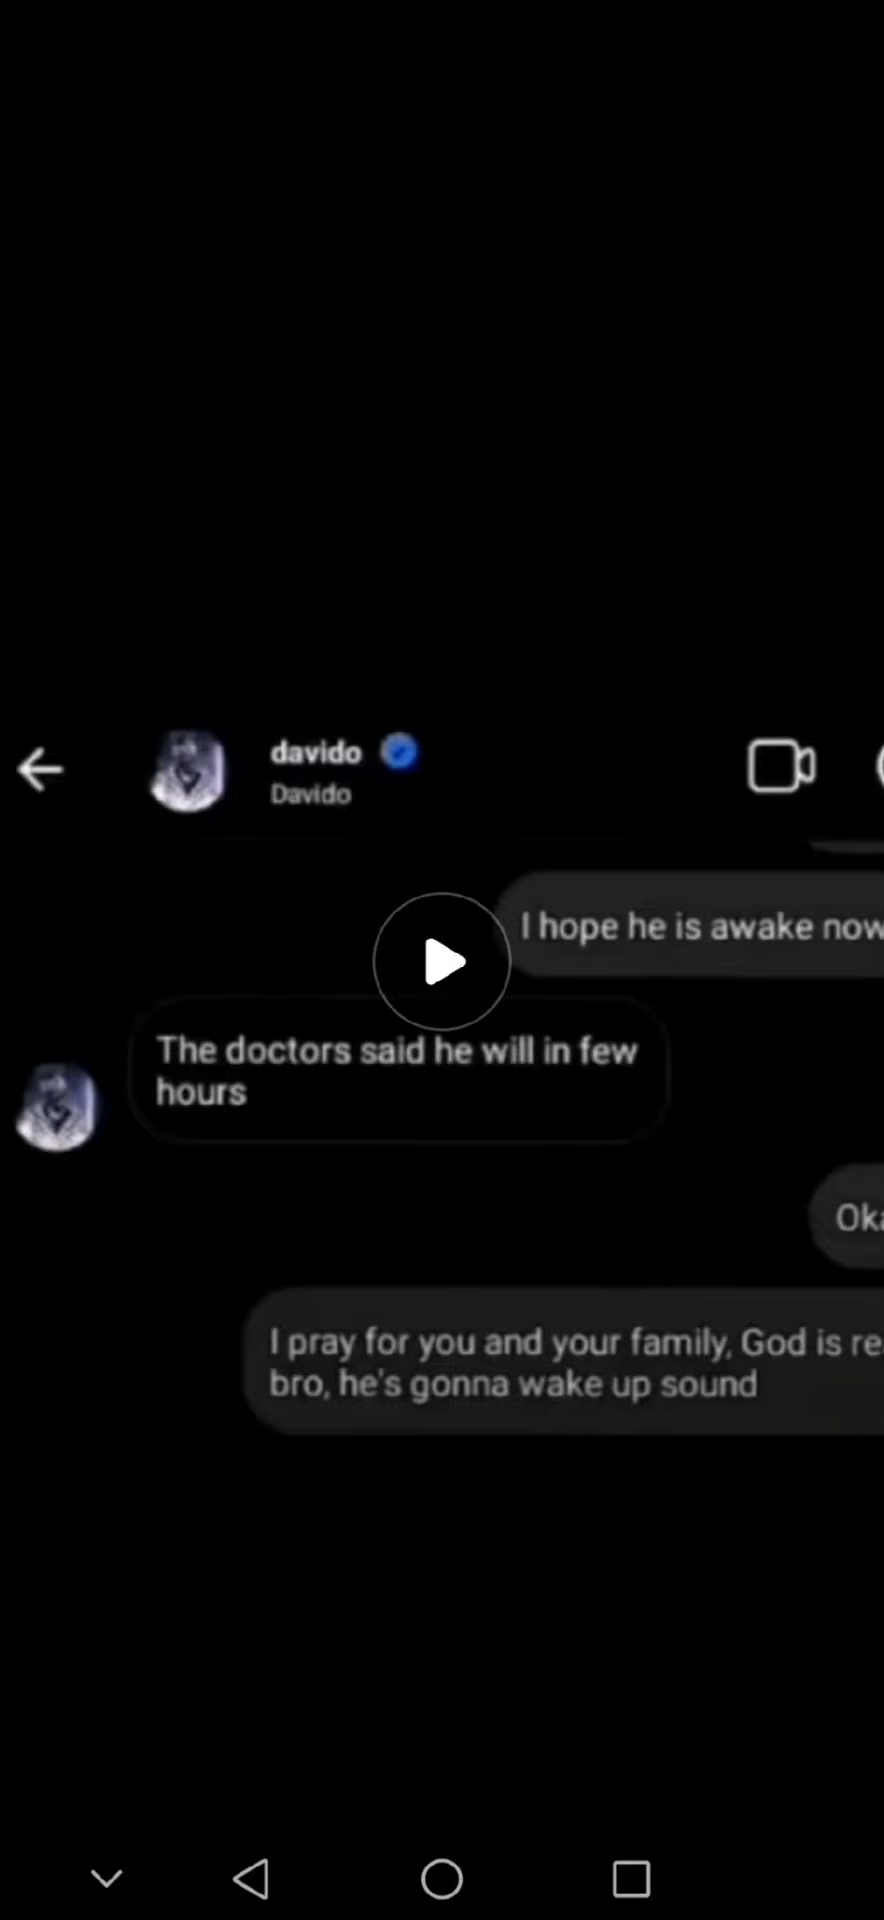 davido
Davido
I hope he is awake now
The doctors said he will in few
hours
I pray for you and your family, God is
bro, he's gonna wake up sound